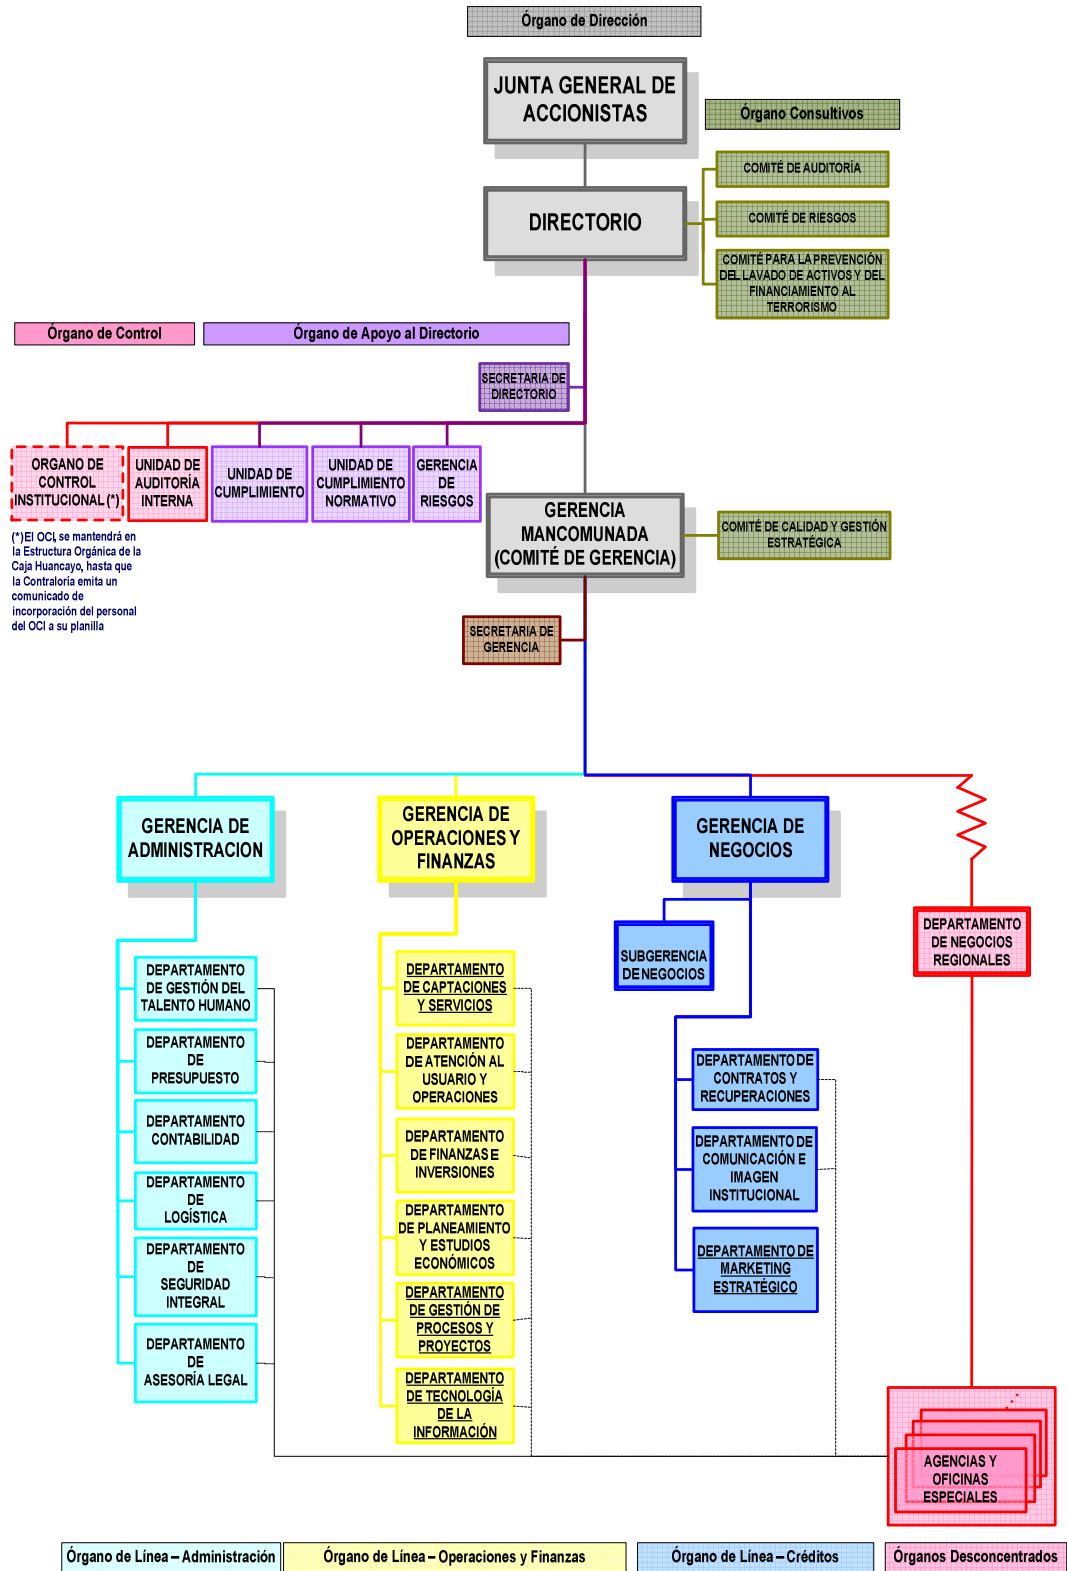 Órgano de Dirección
JUNTA GENERAL DE
ACCIONISTAS
Órgano Consultivos
COMITÉ DE AUDITORÍA
DIRECTORIO
COMITÉ DE RIESGOS
COMITÉ PARA LA PREVENCIÓN
DEL LAVADO DE ACTIVOS Y DEL
FINANCIAMIENTO AL
TERRORISMO
Órgano de Control
Órgano de Apoyo al Directorio
SECRETARIA DE
DIRECTORIO
ORGANO DE
CONTROL
INSTITUCIONAL (*)
UNIDAD DE
AUDITORÍA
INTERNA
UNIDAD DE
CUMPLIMIENTO
UNIDAD DE
CUMPLIMIENTO
NORMATIVO
GERENCIA
DE
RIESGOS
GERENCIA
MANCOMUNADA
(COMITÉ DE GERENCIA)
COMITÉ DE CALIDAD Y GESTIÓN
ESTRATÉGICA
(*) El OCI, se mantendrá en
la Estructura Orgánica de la
Caja Huancayo, hasta que
la Contraloría emita un
comunicado de
incorporación del personal
del OCI a su planilla
SECRETARIA DE
GERENCIA
GERENCIA DE
ADMINISTRACION
GERENCIA DE
OPERACIONES Y
FINANZAS
GERENCIA DE
NEGOCIOS
SUBGERENCIA
DE NEGOCIOS
DEPARTAMENTO
DE NEGOCIOS
REGIONALES
DEPARTAMENTO
DE GESTIÓN DEL
TALENTO HUMANO
DEPARTAMENTO
DE
PRESUPUESTO
DEPARTAMENTO
CONTABILIDAD
DEPARTAMENTO
DE
LOGÍSTICA
DEPARTAMENTO
DE
SEGURIDAD
INTEGRAL
DEPARTAMENTO
DE
ASESORÍA LEGAL
DEPARTAMENTO
DE CAPTACIONES
Y SERVICIOS
DEPARTAMENTO
DE ATENCIÓN AL
USUARIO Y
OPERACIONES
DEPARTAMENTO
DE FINANZAS E
INVERSIONES
DEPARTAMENTO
DE PLANEAMIENTO
Y ESTUDIOS
ECONÓMICOS
DEPARTAMENTO
DE GESTIÓN DE
PROCESOS Y
PROYECTOS
DEPARTAMENTO
DE TECNOLOGÍA
DE LA
INFORMACIÓN
DEPARTAMENTO DE
CONTRATOS Y
RECUPERACIONES
DEPARTAMENTO DE
COMUNICACIÓN E
IMAGEN
INSTITUCIONAL
DEPARTAMENTO DE
MARKETING
ESTRATÉGICO
AGENCIAS Y
OFICINAS
ESPECIALES
Órgano de Línea – Administración
Órgano de Línea – Operaciones y Finanzas
Órgano de Línea – Créditos
Órganos Desconcentrados